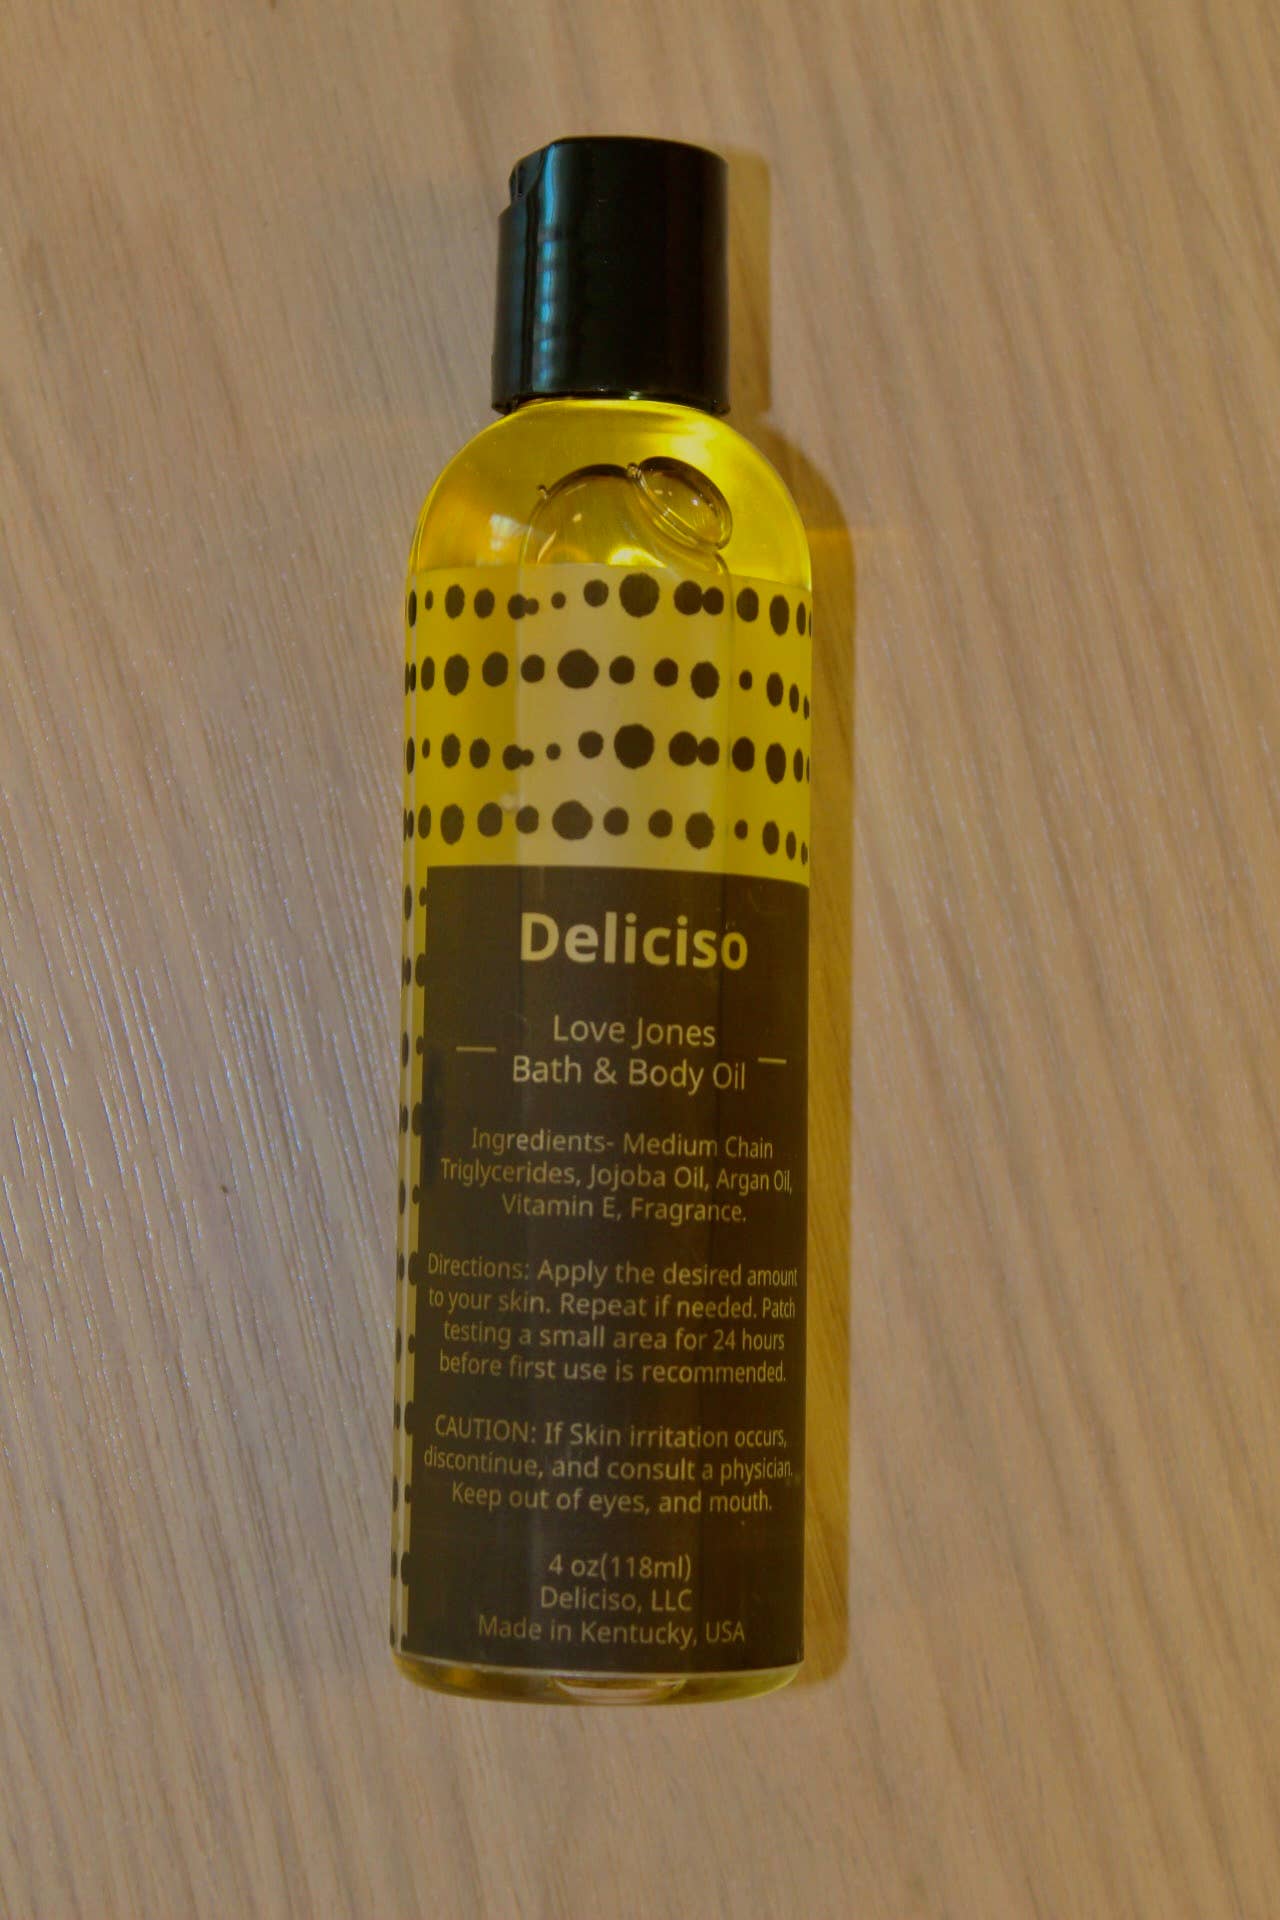 Deliciso
Love Jones
Bath & Body Oil
Ingredients- Medium Chain
Triglycerides, Jojoba Oil, Argan Oil,
Vitamin E, Fragrance.
Directions: Apply the desired amount
to your skin. Repeat if needed. Patch
testing a small area for 24 hours
before first use is recommended.
CAUTION: If Skin irritation occurs,
discontinue, and consult a physician.
Keep out of eyes, and mouth.
4 oz(118ml)
Deliciso, LLC
Made in Kentucky, USA